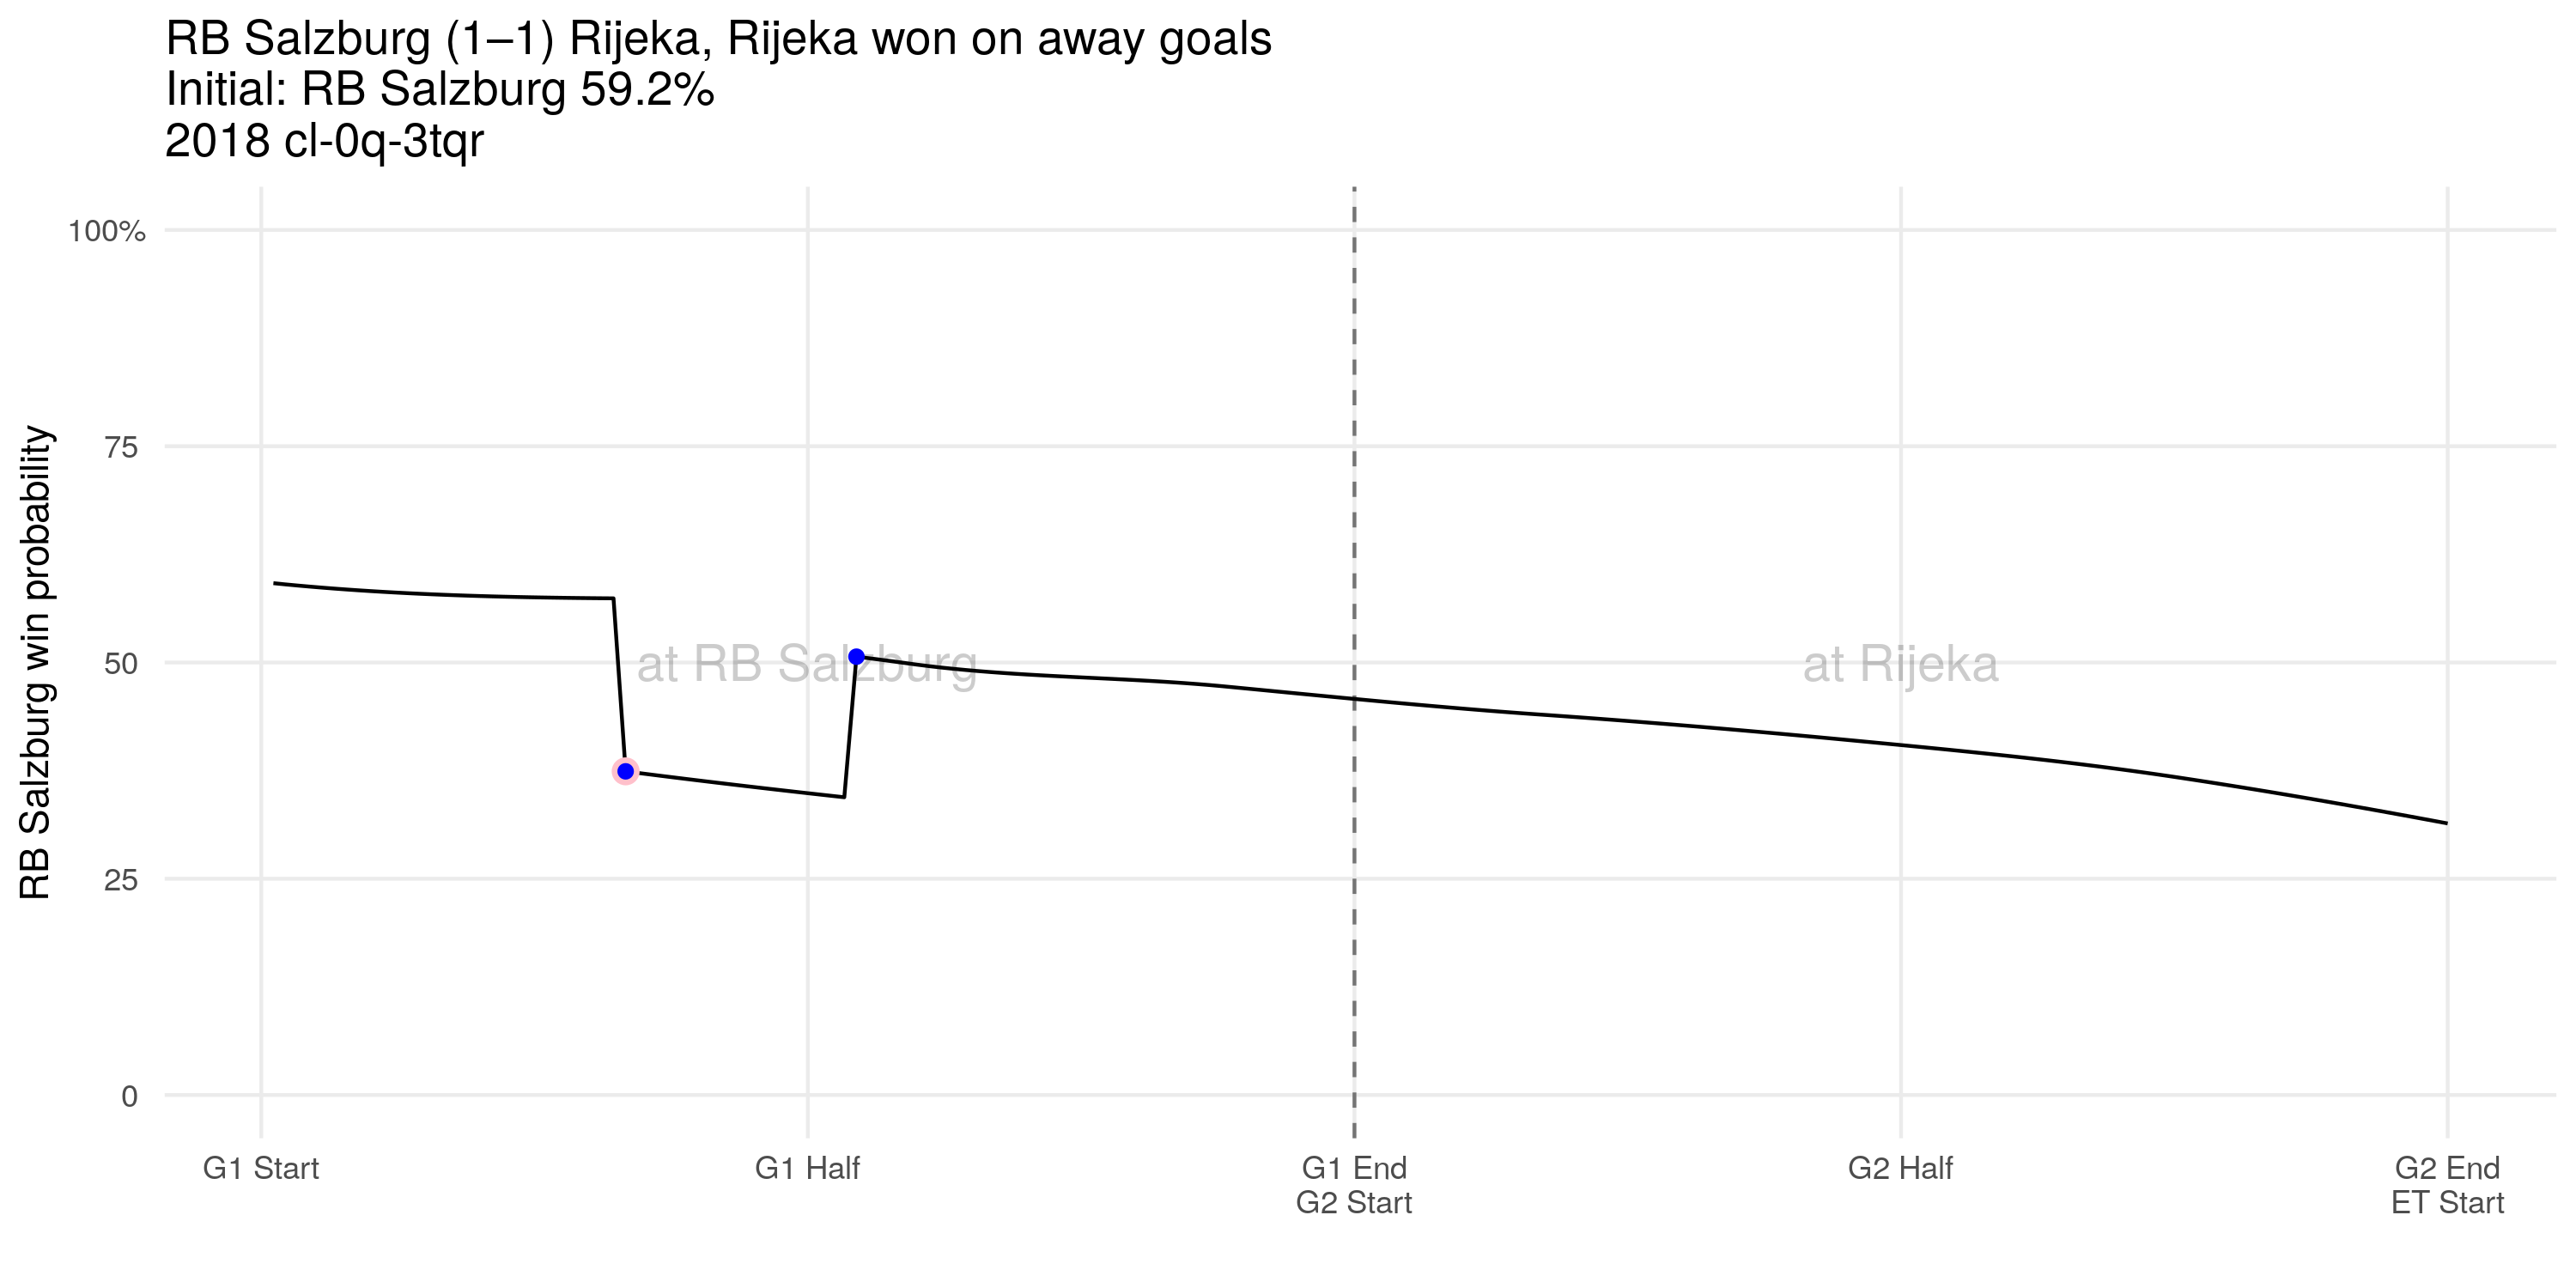 RB Salzburg (1–1) Rijeka, Rijeka won on away goals
Initial: RB Salzburg 59.2%
2018 cl-0q-3tqr
RB Salzburg win probability
100%
75
50
25
0
at RB Salzburg
at Rijeka
G1 Start
G1 Half
G1 End
G2 Start
G2 Half
G2 End
ET Start